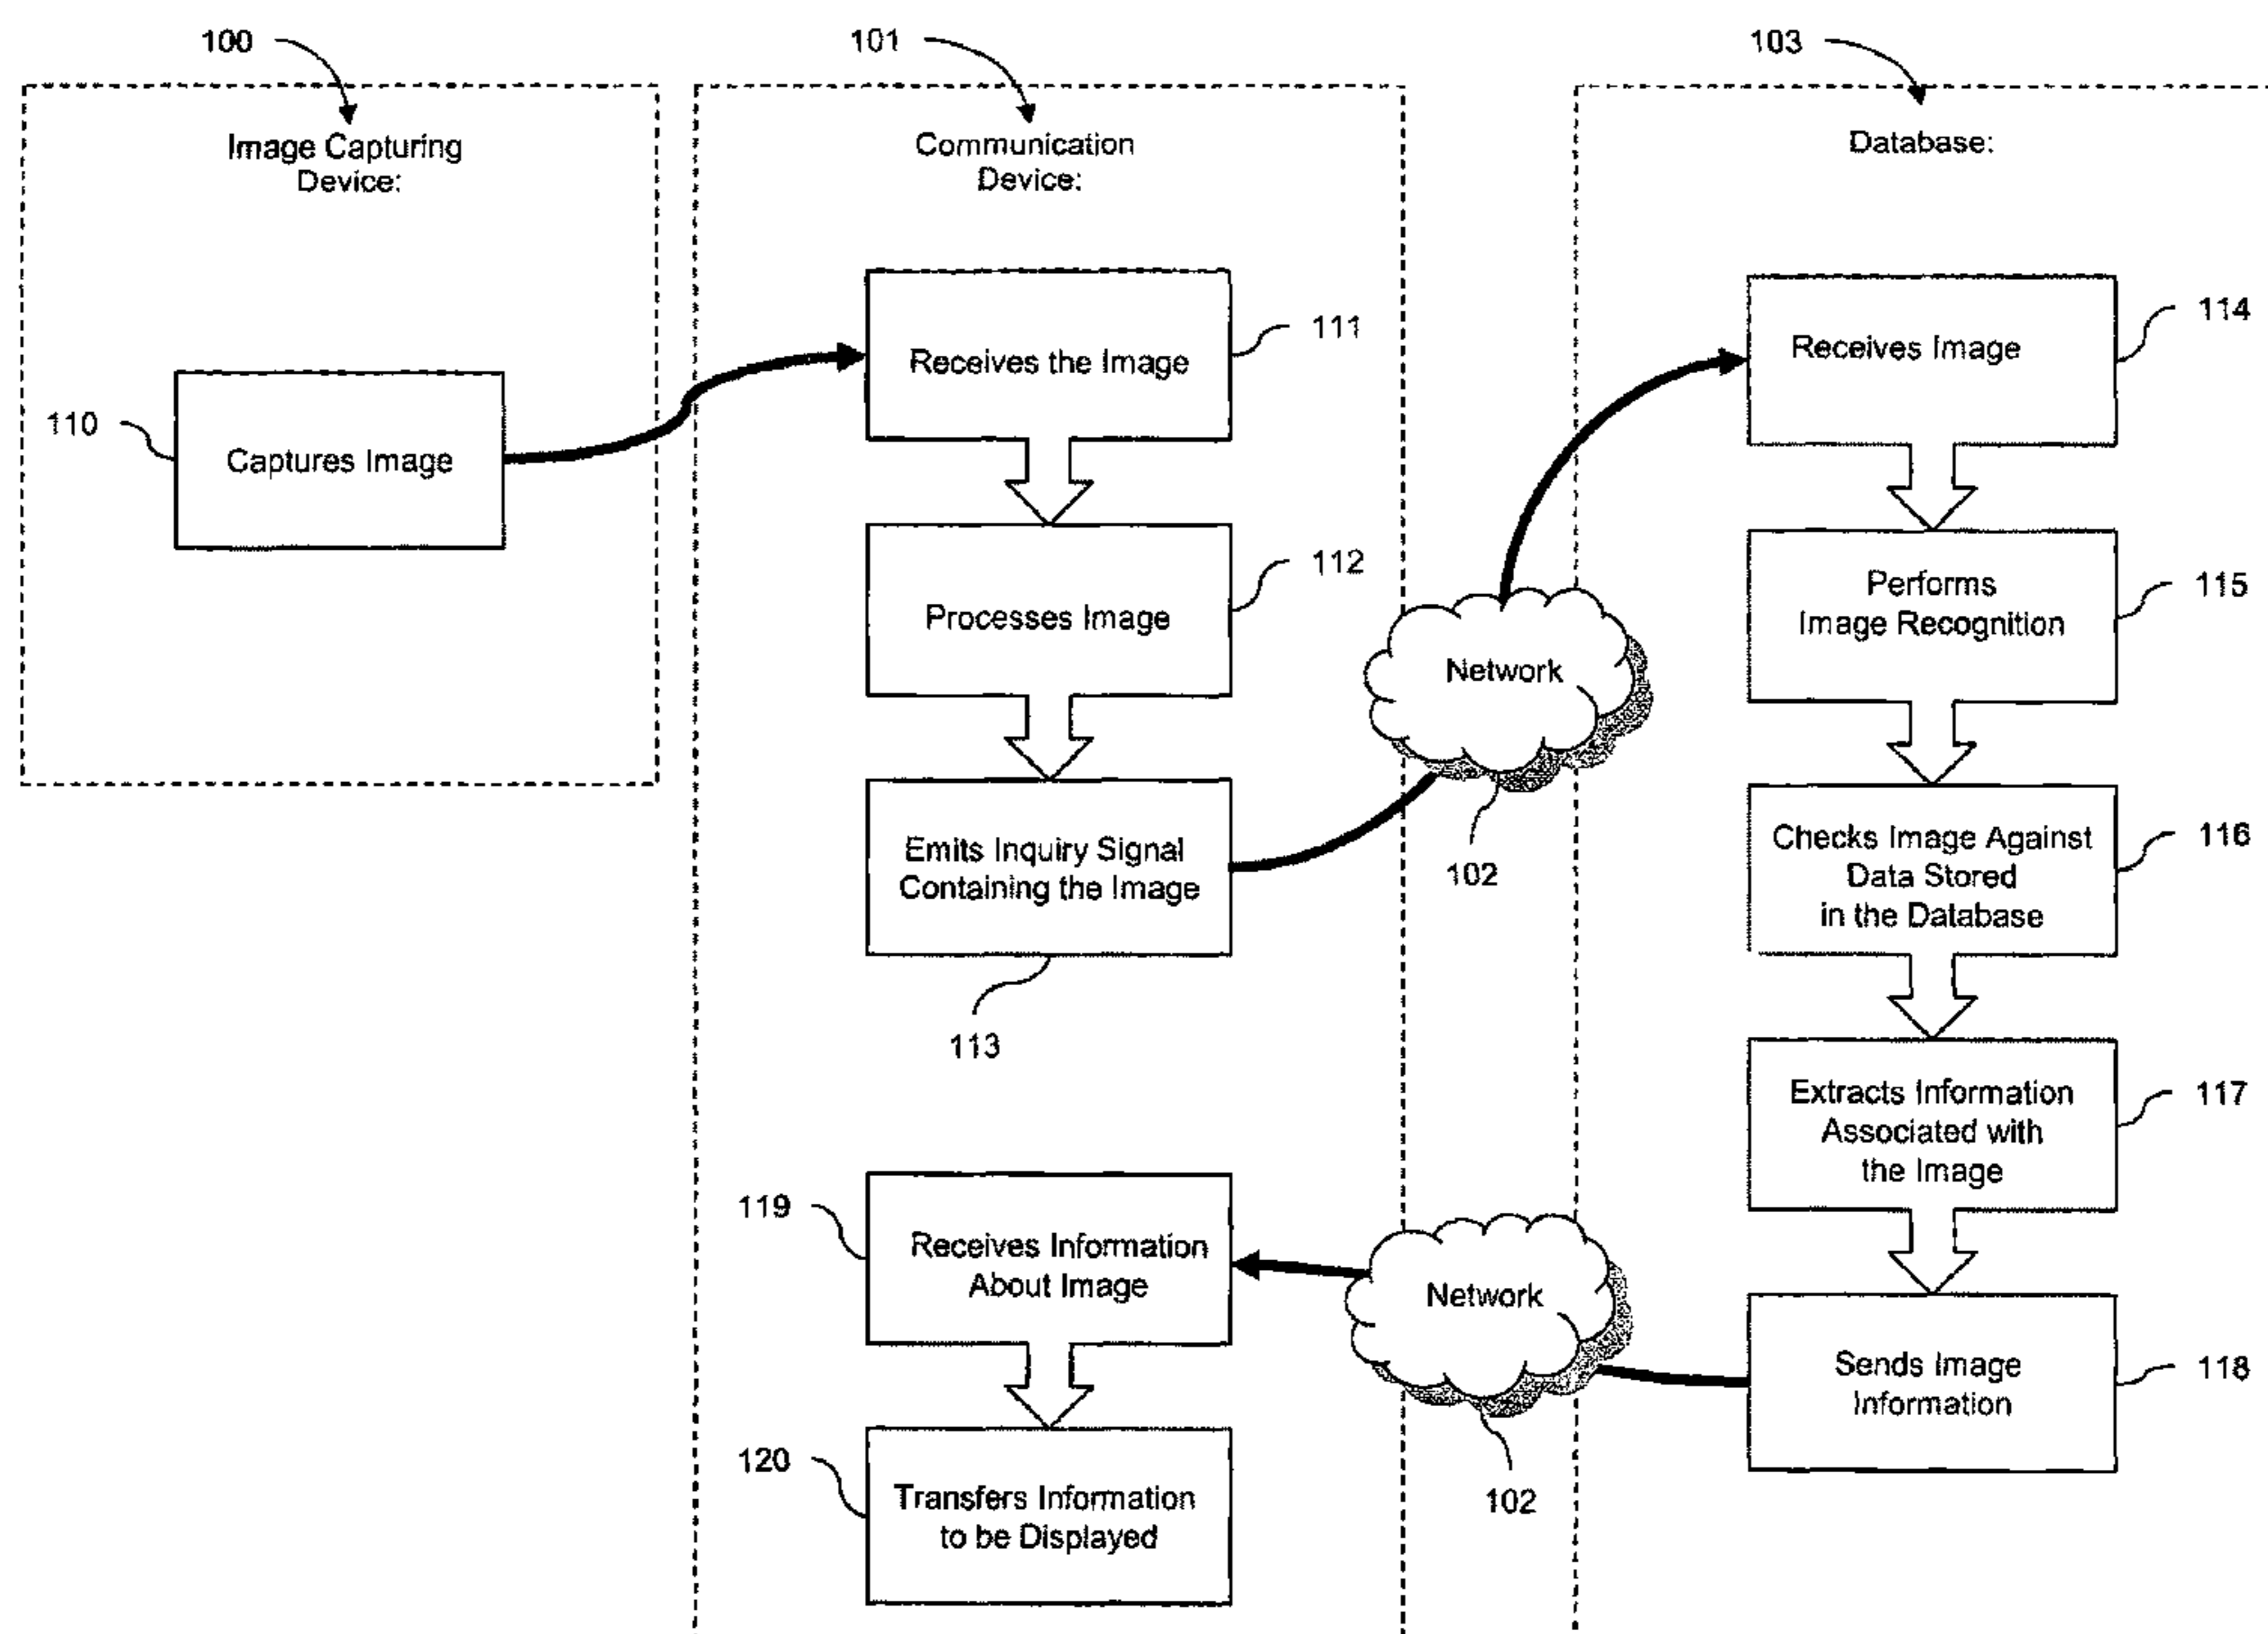 100
Image Capturing
Device:
110
Captures Image
101
Communication
Device:
Receives the Image
111
Processes Image
112
Emits Inquiry Signal
Containing the Image
113
Network
102
103
Database:
Receives Image
114
Performs
Image Recognition
115
Checks Image Against
Data Stored
in the Database
116
Extracts Information
Associated with
the Image
117
Sends Image
Information
118
Network
102
119
Receives Information
About Image
120
Transfers Information
to be Displayed